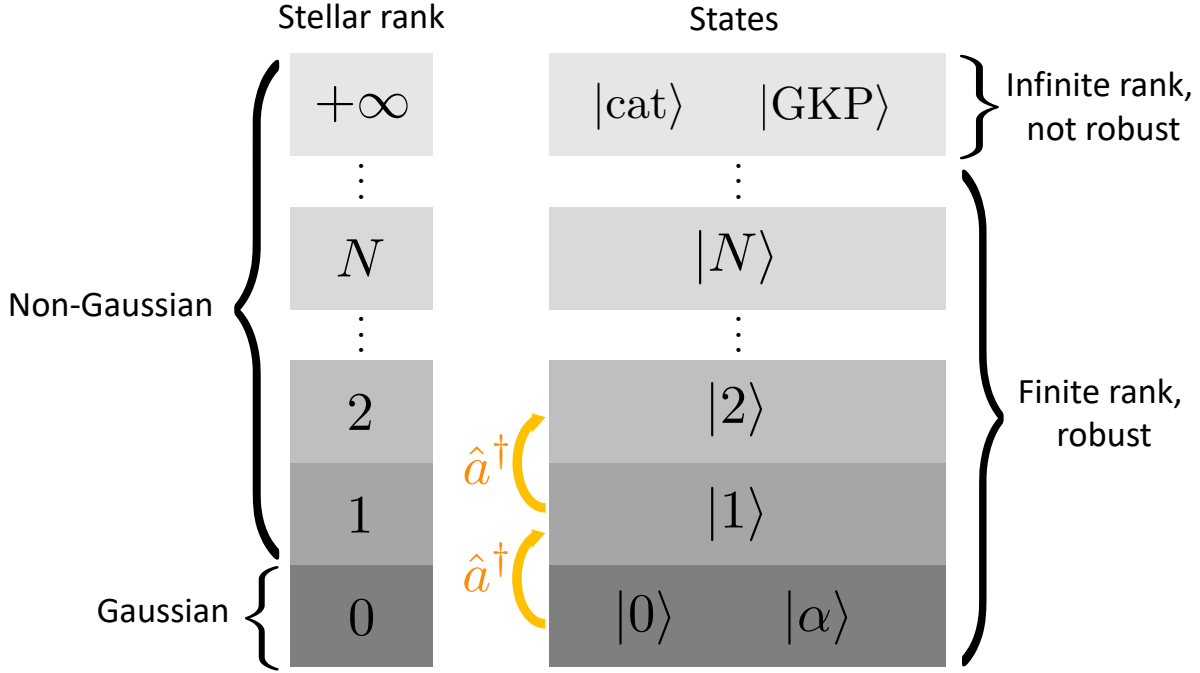 Stellar rank
States
+∞
|cat⟩ |GKP⟩
Infinite rank,
not robust
⋮ ⋮
N
|N⟩
Non-Gaussian
⋮ ⋮
2
|2⟩
Finite rank,
robust
â†
1
|1⟩
â†
Gaussian
0
|0⟩ |α⟩